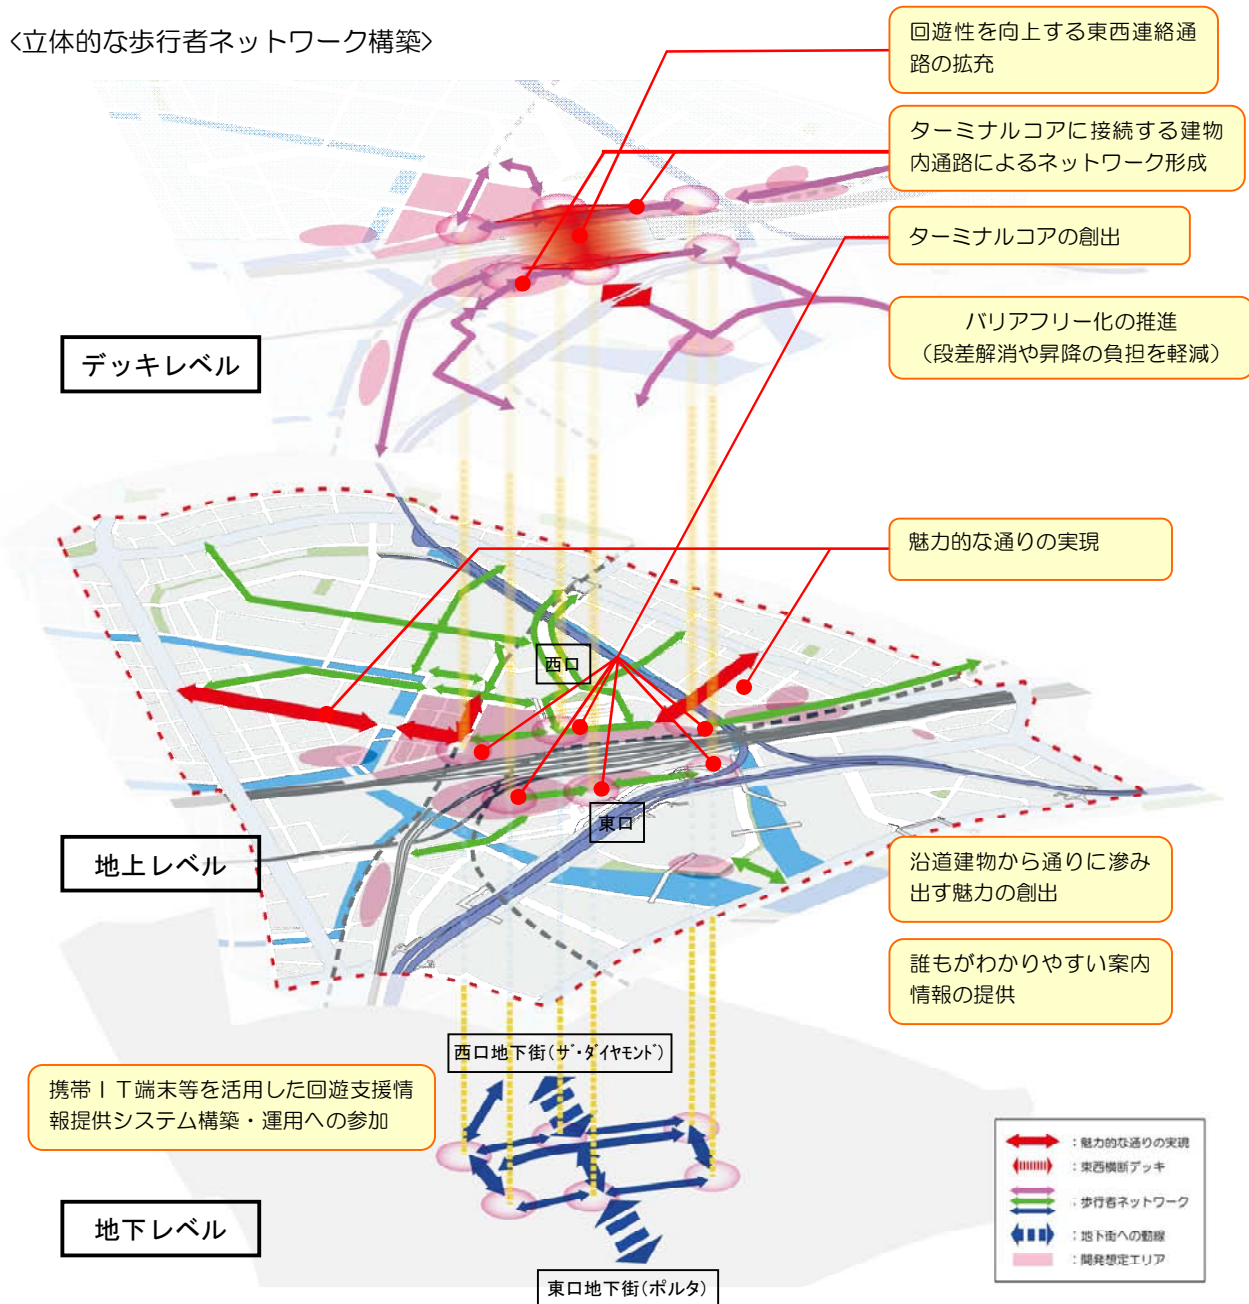 <立体的な歩行者ネットワーク構築>
回遊性を向上する東西連絡通
路の拡充
ターミナルコアに接続する建物
内通路によるネットワーク形成
ターミナルコアの創出
バリアフリー化の推進
（段差解消や昇降の負担を軽減）
デッキレベル
魅力的な通りの実現
西口
東口
地上レベル
沿道建物から通りに滲み
出す魅力の創出
誰もがわかりやすい案内
情報の提供
西口地下街(ｻﾞ･ﾀﾞｲﾔﾓﾝﾄﾞ)
携帯ＩＴ端末等を活用した回遊支援情
報提供システム構築・運用への参加
地下レベル
東口地下街(ポルタ)
：魅力的な通りの実現
：東西横断デッキ
：歩行者ネットワーク
：地下街への動線
：開発想定エリア